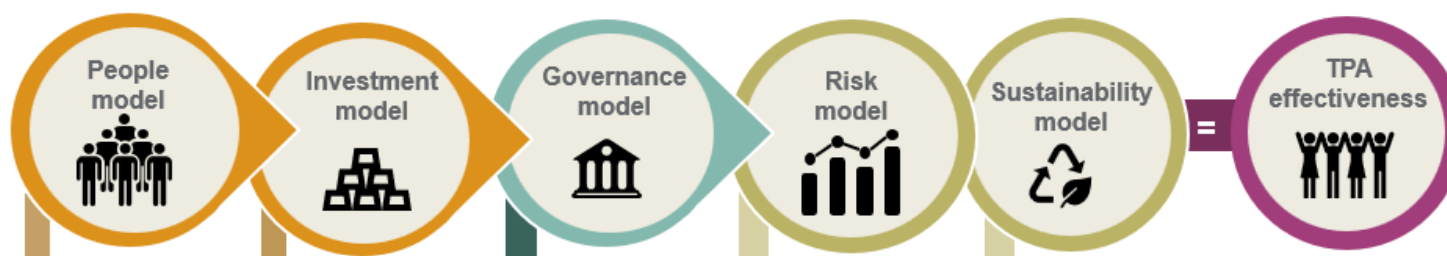 People
model
Investment
model
Governance
model
Risk
model
Sustainability
model
=
TPA
effectiveness